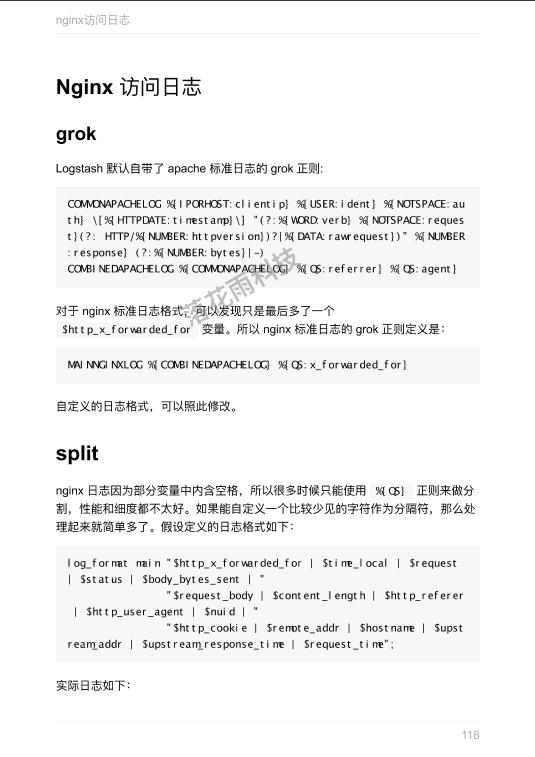 nginx访问日志
Nginx 访问日志
grok
Logstash 默认自带了 apache 标准日志的 grok 正则:
COMMONAPACHELOG %{IPORHOST:clientip} %{USER:ident} %{NOTSPACE:au
th} \[%{HTTPDATE:timestamp}\] "(?:%{WORD:verb} %{NOTSPACE:reques
t}(?: HTTP/%{NUMBER:httpversion})?|%{DATA:rawrequest})" %{NUMBER
:response} (?:%{NUMBER:bytes}|-)
COMBINEDAPACHELOG %{COMMONAPACHELOG} %{QS:referrer} %{QS:agent}
对于 nginx 标准日志格式，可以发现只是最后多了一个
$http_x_forwarded_for 变量。所以 nginx 标准日志的 grok 正则定义是：
MAINNGINXLOG %{COMBINEDAPACHELOG} %{QS:x_forwarded_for}
自定义的日志格式，可以照此修改。
split
nginx 日志因为部分变量中内含空格，所以很多时候只能使用 %{QS} 正则来做分
割，性能和细度都不太好。如果能自定义一个比较少见的字符作为分隔符，那么处
理起来就简单多了。假设定义的日志格式如下：
log_format main "$http_x_forwarded_for | $time_local | $request
| $status | $body_bytes_sent | "
"$request_body | $content_length | $http_referer
| $http_user_agent | $nuid | "
"$http_cookie | $remote_addr | $hostname | $upst
ream_addr | $upstream_response_time | $request_time";
实际日志如下：
118
落花雨科技